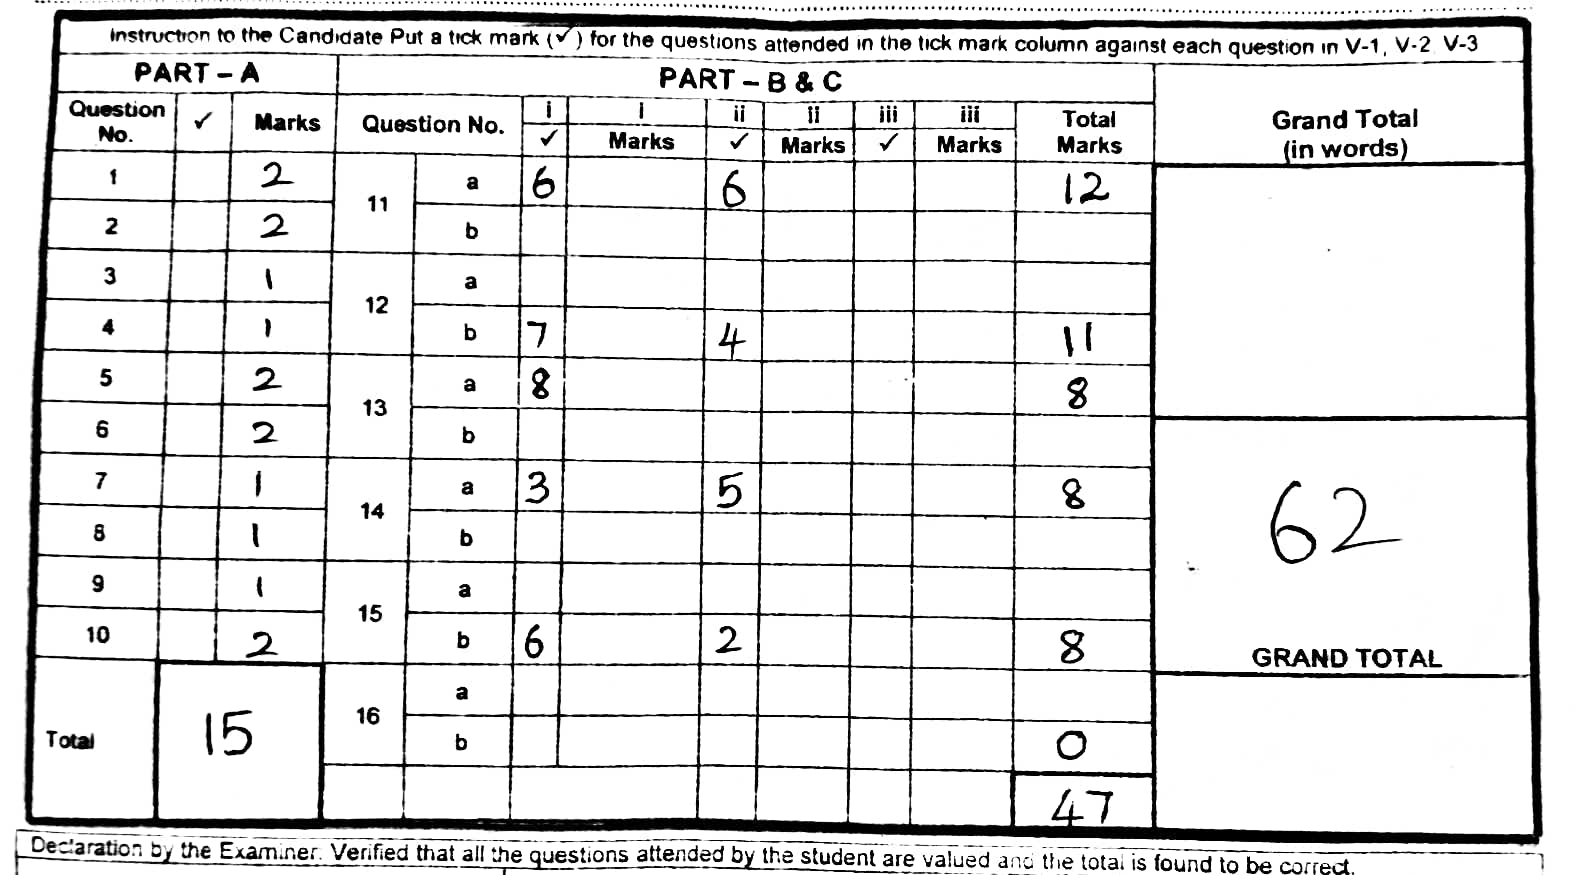 Instruction to the Candidate Put a tick mark (✓) for the questions attended in the tick mark column against each question in V-1, V-2 V-3
PART – A PART – B & C
Question No. ✓ Marks Question No. i ✓ i Marks ii ✓ ii Marks iii ✓ iii Marks Total Marks Grand Total (in words)
1 2 11 a 6 6 12
2 2 b
3 1 12 a
4 1 b 7 4 11
5 2 13 a 8 8
6 2 b
7 1 14 a 3 5 8
8 1 b
9 1 15 a
10 2 b 6 2 8
62
GRAND TOTAL
Total 15 16 a
b 0
47
Declaration by the Examiner. Verified that all the questions attended by the student are valued and the total is found to be correct.